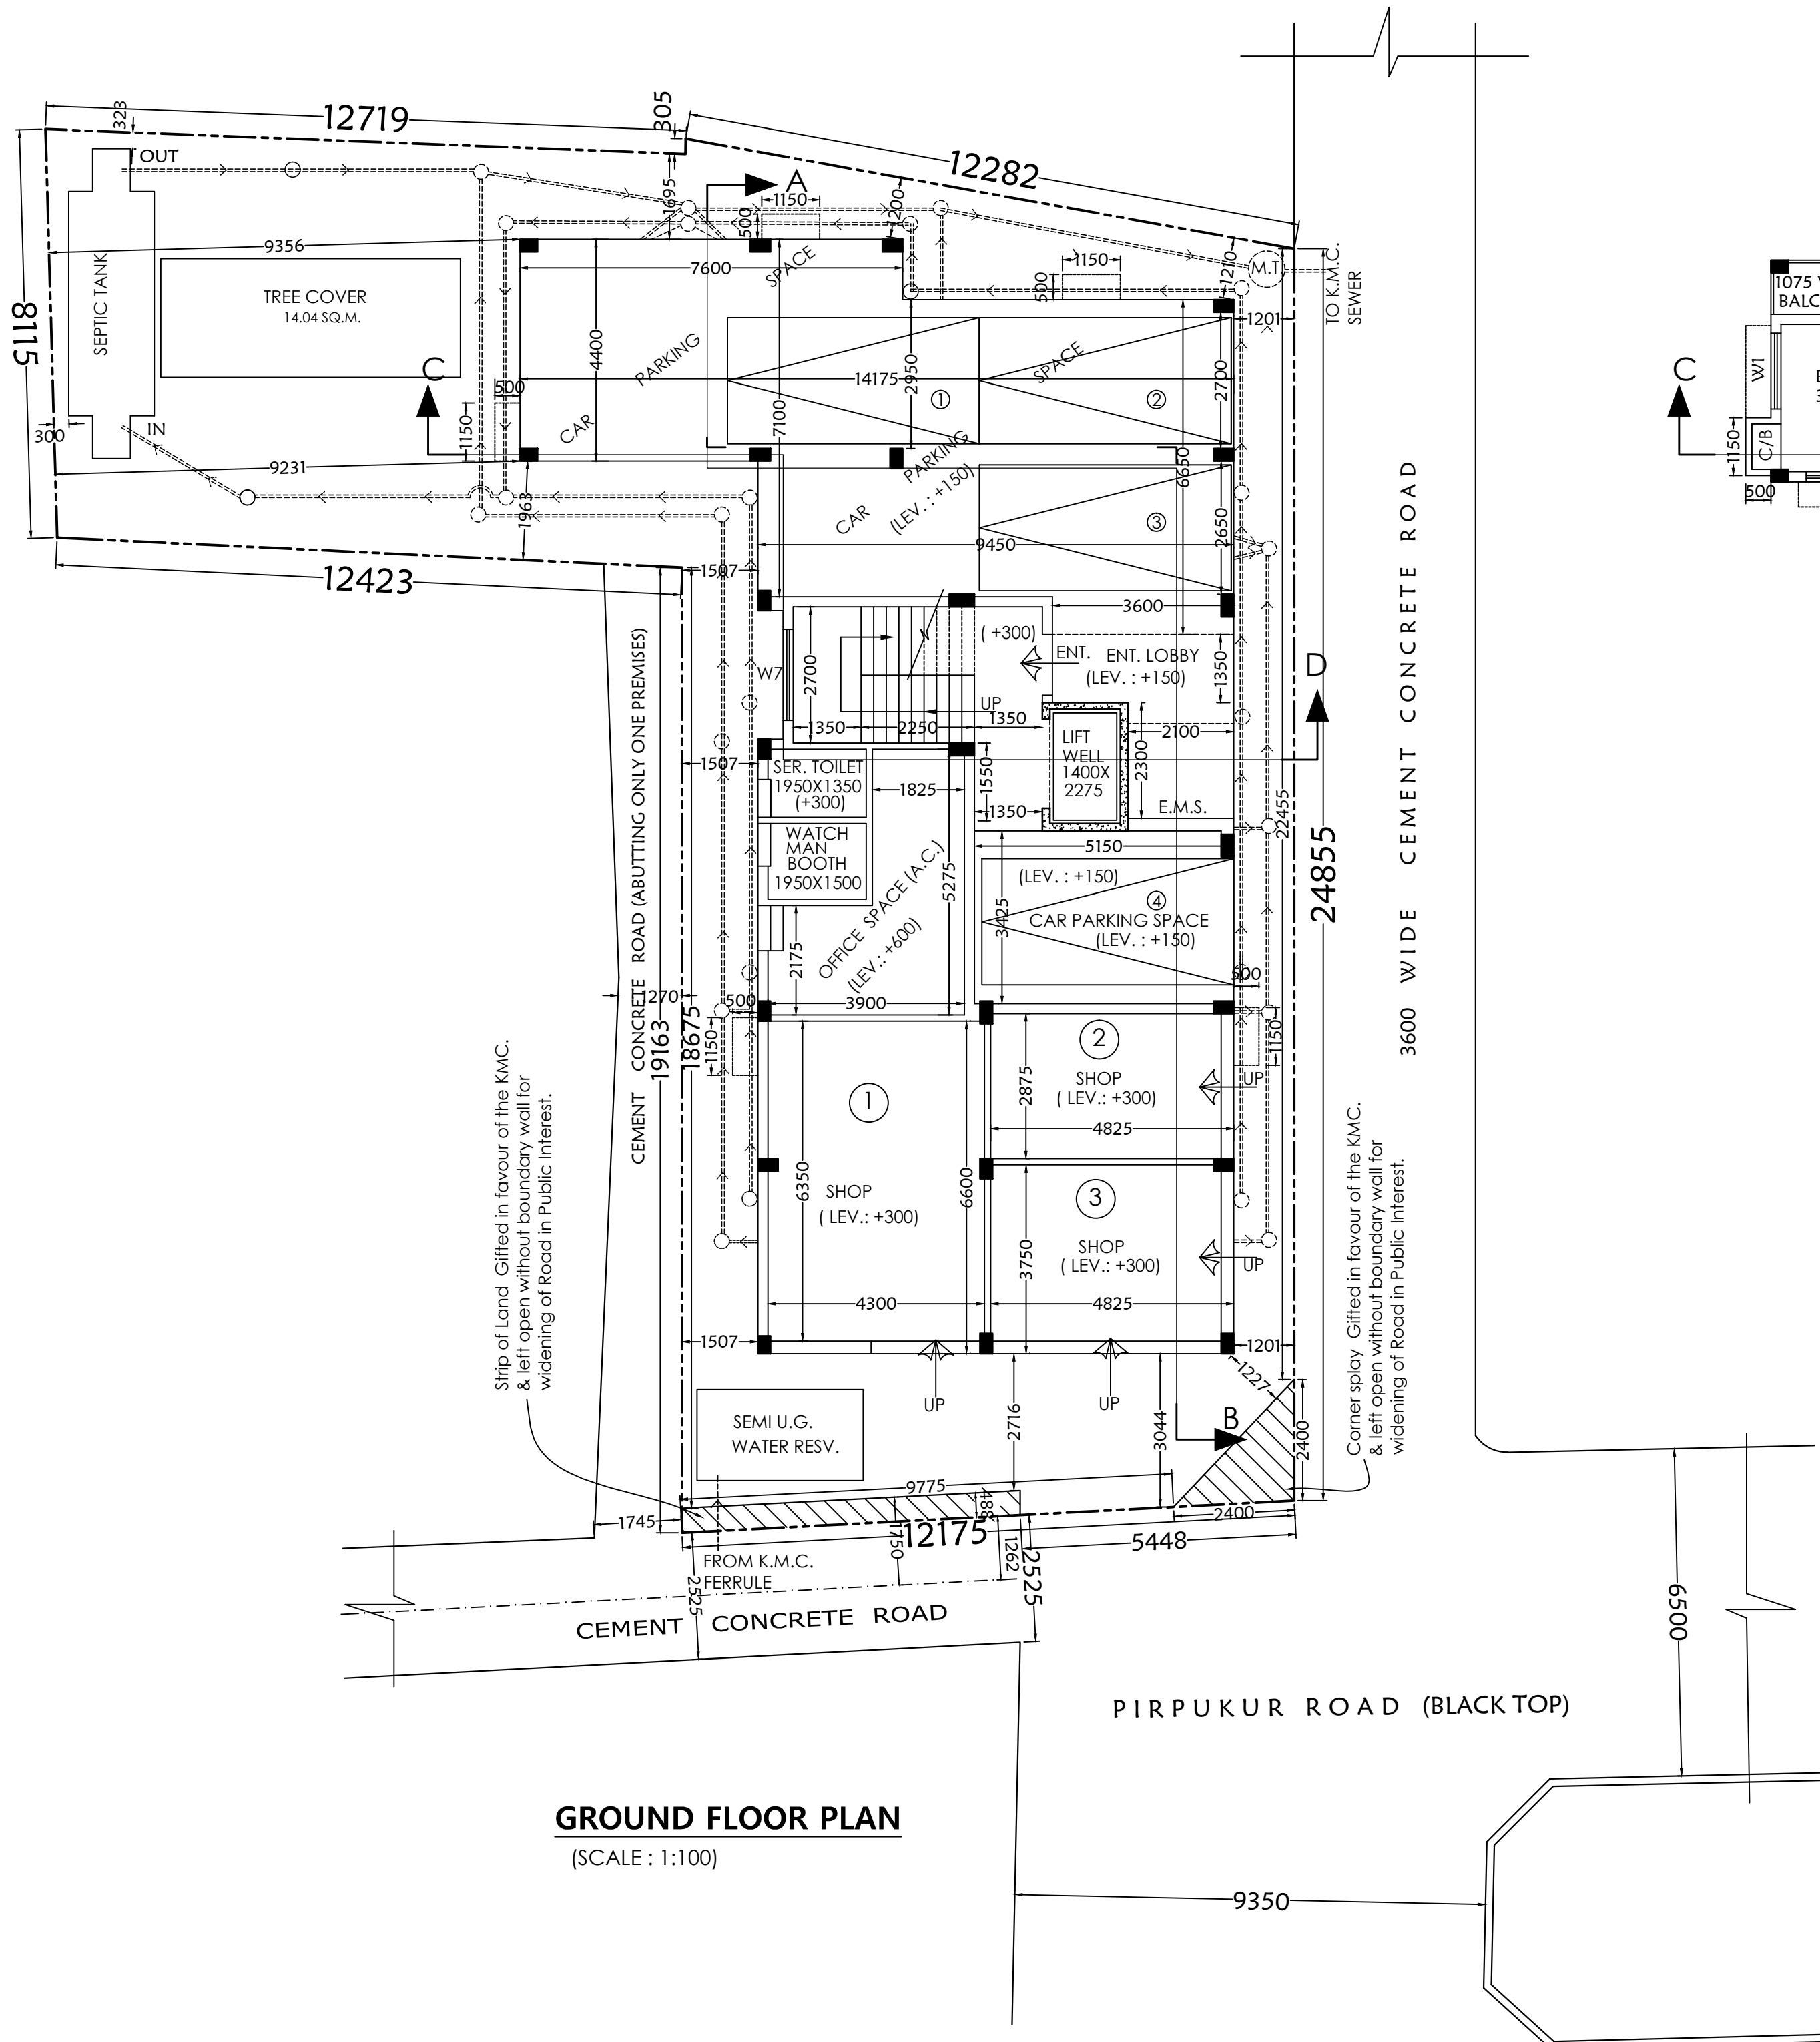 12719
323
305
12282
OUT
A
1695
1150
1200
500
SPACE
9356
7600
1150
1210
M.T.
500
TO K.M.C.
SEWER
1201
SEPTIC TANK
TREE COVER
14.04 SQ.M.
8115
4400
PARKING
C
500
14175
2950
SPACE
2700
1
2
CAR
7100
1150
300
IN
9231
PARKING
(LEV. : +150)
6650
CAR
1963
3
2650
9450
12423
1507
3600
( +300)
ENT.
ENT. LOBBY
(LEV. : +150)
1350
W7
2700
UP
1350
2250
1350
2100
D
LIFT
WELL
1400X
2275
2300
1507
SER. TOILET
1950X1350
(+300)
1825
1550
1350
E.M.S.
22455
24855
WATCH
MAN
BOOTH
1950X1500
5150
OFFICE SPACE (A.C.)
(LEV.: +600)
5275
(LEV. : +150)
4
CAR PARKING SPACE
(LEV. : +150)
3425
2175
500
3900
1270
500
CEMENT CONCRETE ROAD (ABUTTING ONLY ONE PREMISES)
19163
18675
1150
1150
3600 WIDE CEMENT CONCRETE ROAD
2
SHOP
( LEV.: +300)
2875
UP
4825
1
SHOP
( LEV.: +300)
6350
6600
3
SHOP
( LEV.: +300)
3750
UP
4300
4825
Strip of Land Gifted in favour of the KMC.
& left open without boundary wall for
widening of Road in Public Interest.
Corner splay Gifted in favour of the KMC.
& left open without boundary wall for
widening of Road in Public Interest.
1507
1201
1227
UP
UP
2716
3044
B
2400
SEMI U.G.
WATER RESV.
9775
488
2400
1745
12175
5448
1750
1262
2525
2525
FROM K.M.C.
FERRULE
CEMENT CONCRETE ROAD
6500
PIRPUKUR ROAD (BLACK TOP)
GROUND FLOOR PLAN
(SCALE : 1:100)
9350
1075
BALC
W1
C
C/B
1150
500